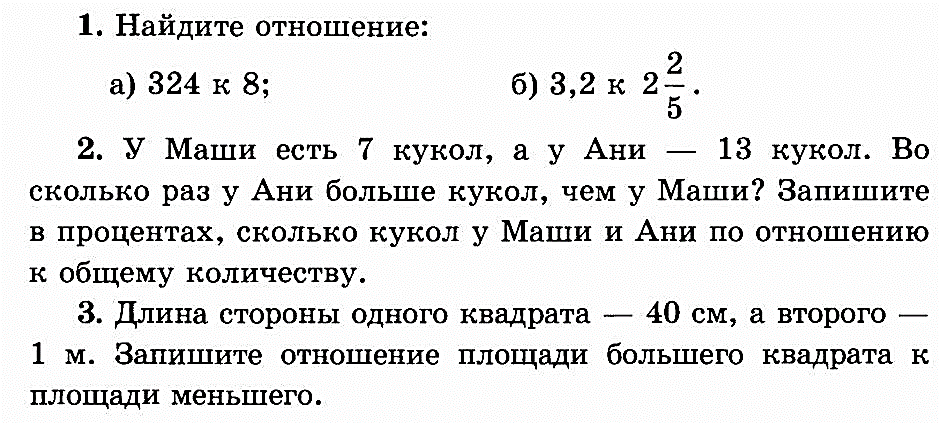 1. Найдите отношение:
а) 324 к 8; б) 3,2 к 2 2/5.
2. У Маши есть 7 кукол, а у Ани — 13 кукол. Во
сколько раз у Ани больше кукол, чем у Маши? Запишите
в процентах, сколько кукол у Маши и Ани по отношению
к общему количеству.
3. Длина стороны одного квадрата — 40 см, а второго —
1 м. Запишите отношение площади большего квадрата к
площади меньшего.